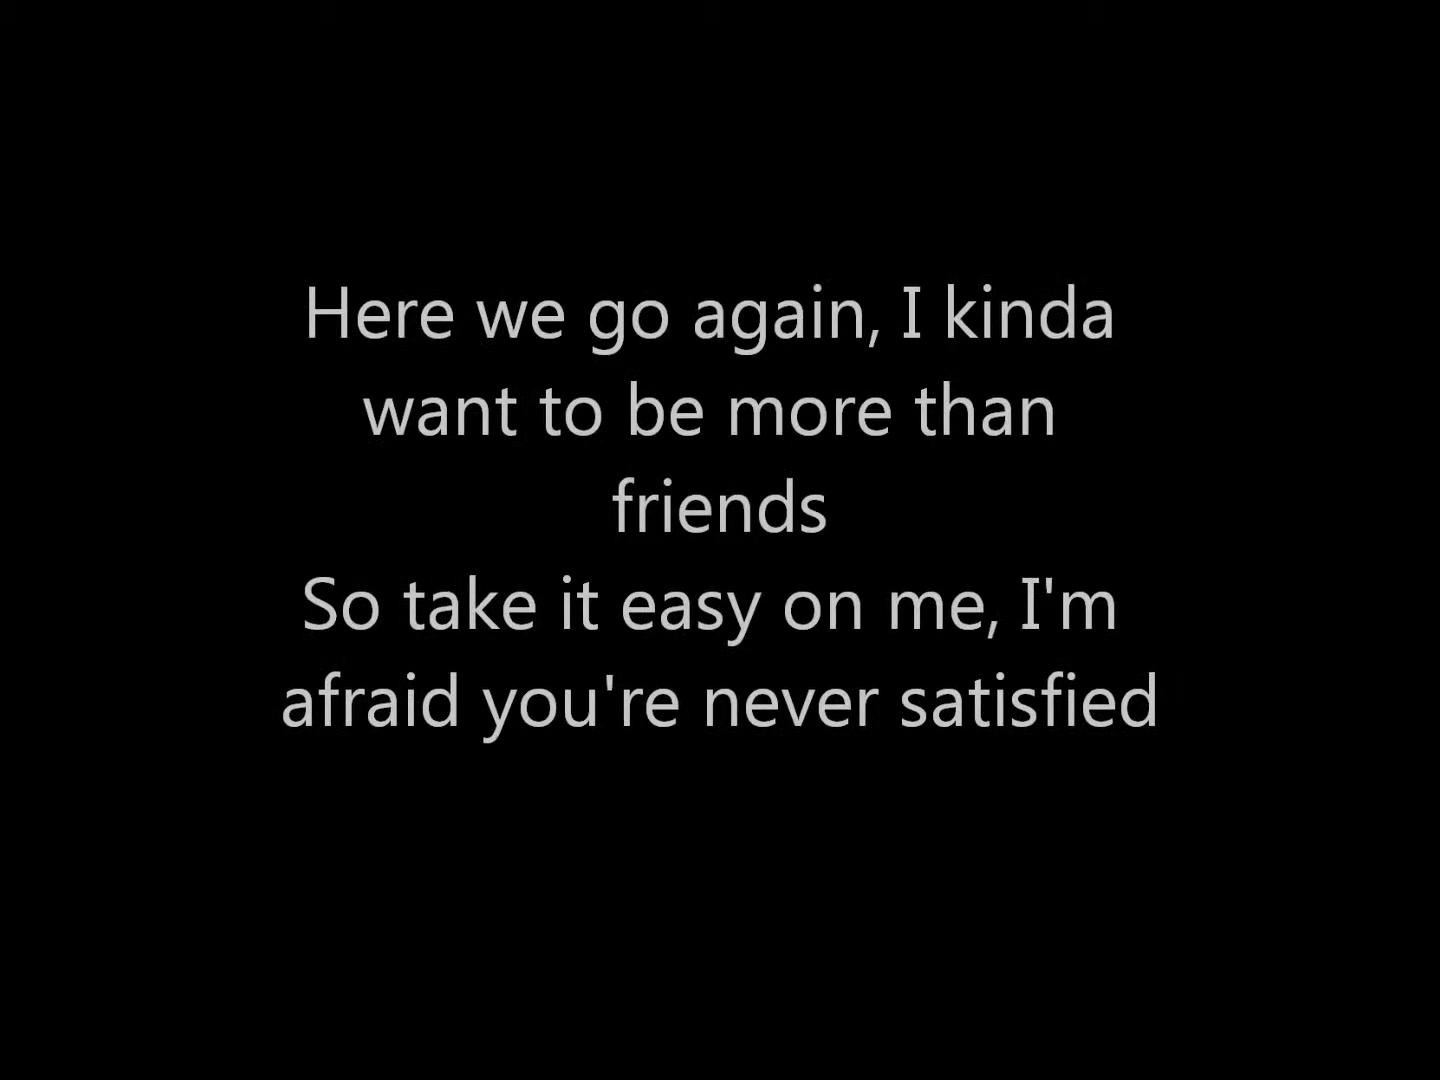 Here we go again, I kinda
want to be more than
friends
So take it easy on me, I'm
afraid you're never satisfied